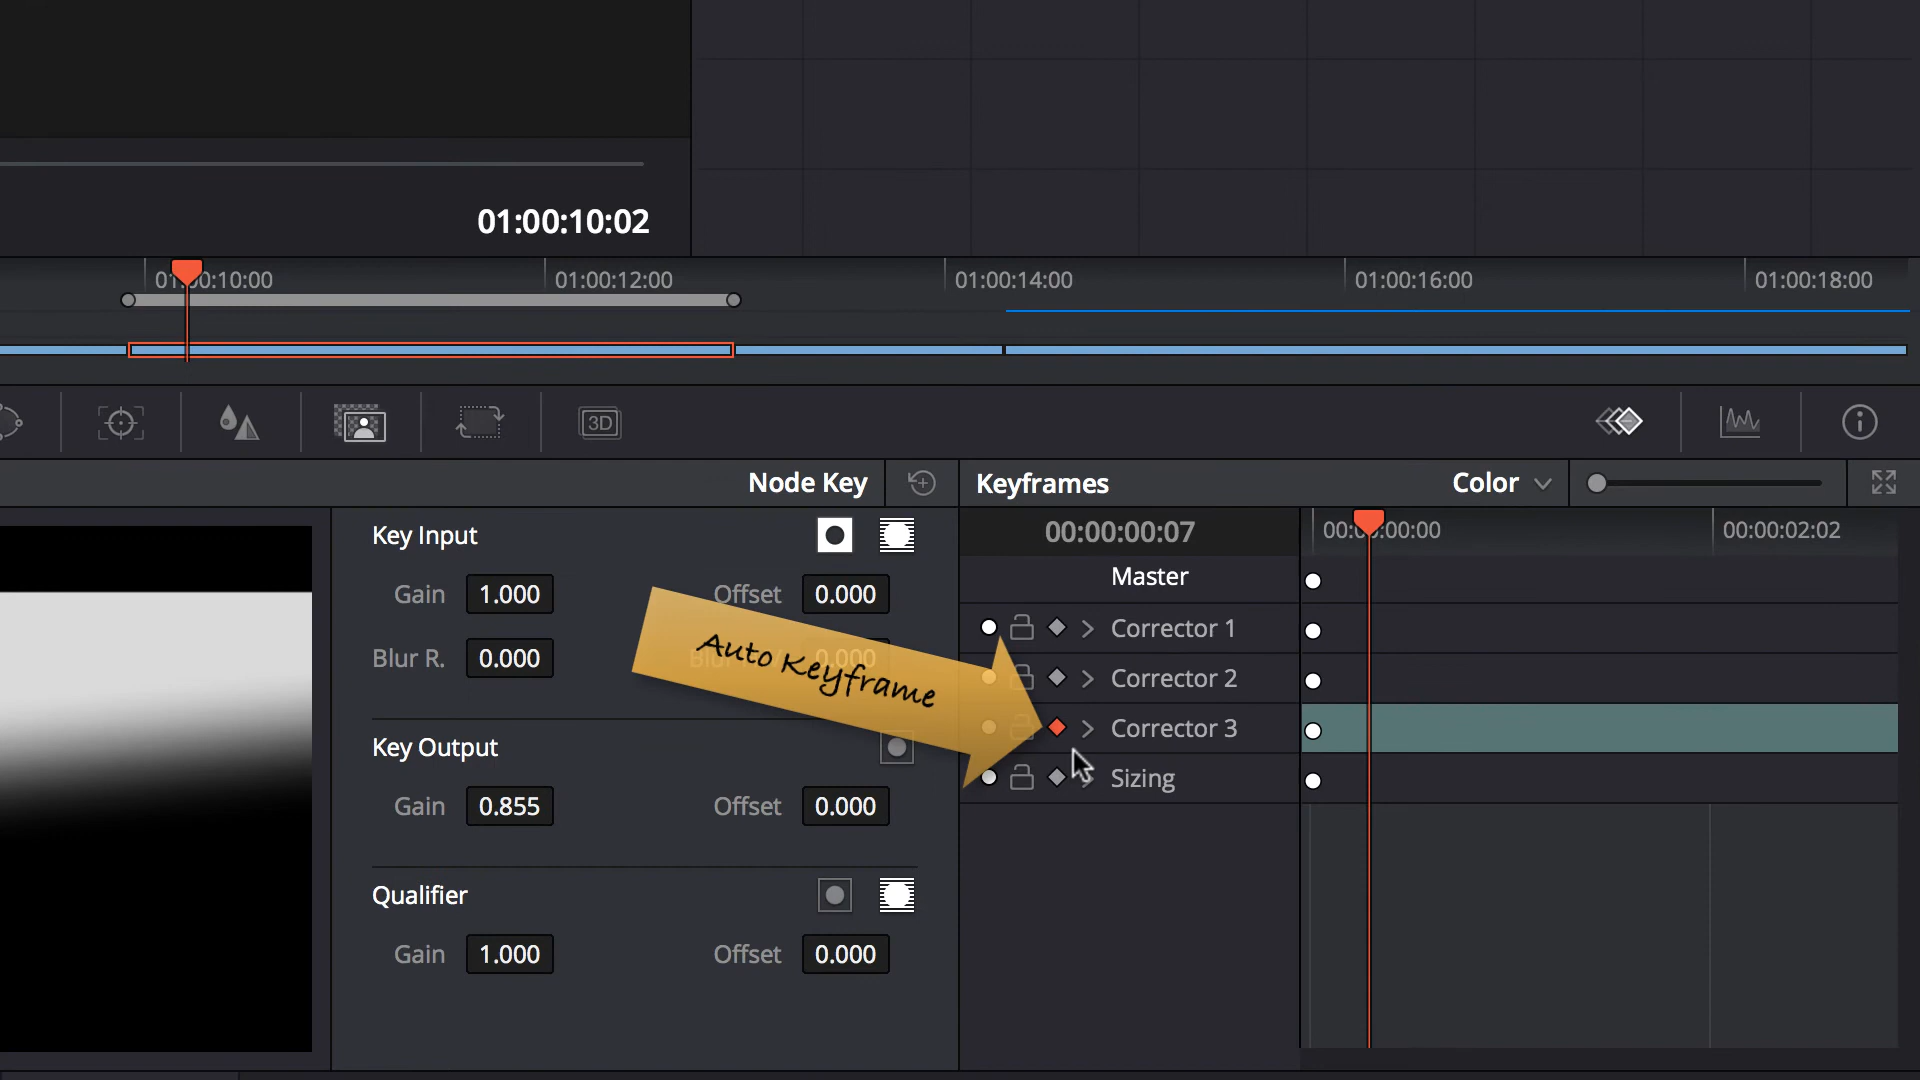 01:00:10:02
01:00:12:00
01:00:14:00
01:00:16:00
01:00:18:00
3D
Node Key
Keyframes
Color
Key Input
00:00:00:07
00:00:02:02
Master
Gain 1.000
Offset 0.000
Corrector 1
Blur R. 0.000
0.000
Auto Keyframe
Corrector 2
Corrector 3
Key Output
Sizing
Gain 0.855
Offset 0.000
Qualifier
Gain 1.000
Offset 0.000